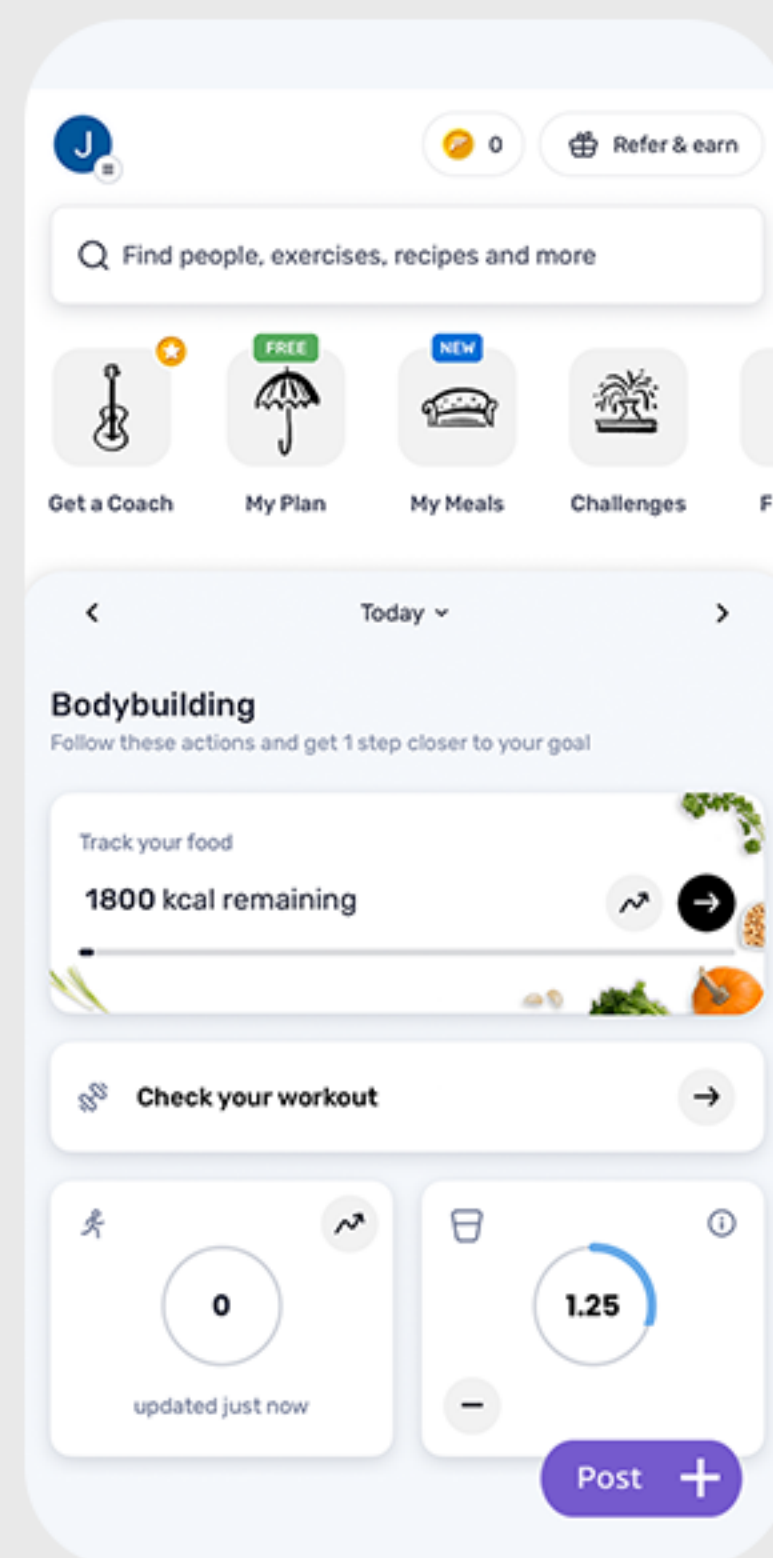 J
0
Refer & earn
Find people, exercises, recipes and more
FREE
NEW
Get a Coach
My Plan
My Meals
Challenges
F
Today
Bodybuilding
Follow these actions and get 1 step closer to your goal
Track your food
1800 kcal remaining
Check your workout
0
1.25
updated just now
Post